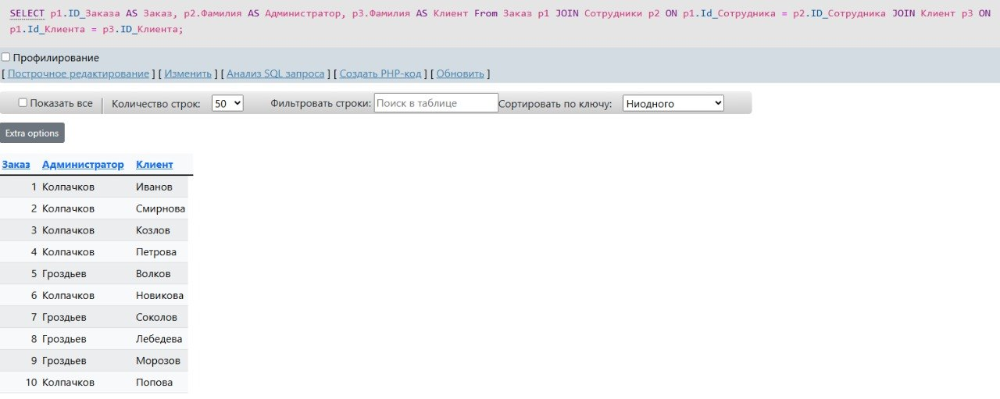 SELECT p1.ID_Заказа AS Заказ, p2.Фамилия AS Администратор, p3.Фамилия AS Клиент From Заказ p1 JOIN Сотрудники p2 ON p1.Id_Сотрудника = p2.ID_Сотрудника JOIN Клиент p3 ON
p1.Id_Клиента = p3.ID_Клиента;
Профилирование
[ Построчное редактирование ] [ Изменить ] [ Анализ SQL запроса ] [ Создать PHP-код ] [ Обновить ]
Показать все Количество строк: 50 Фильтровать строки: Поиск в таблице Сортировать по ключу: Ниодного
Extra options
Заказ Администратор Клиент
1 Колпачков Иванов
2 Колпачков Смирнова
3 Колпачков Козлов
4 Колпачков Петрова
5 Гроздьев Волков
6 Колпачков Новикова
7 Гроздьев Соколов
8 Гроздьев Лебедева
9 Гроздьев Морозов
10 Колпачков Попова